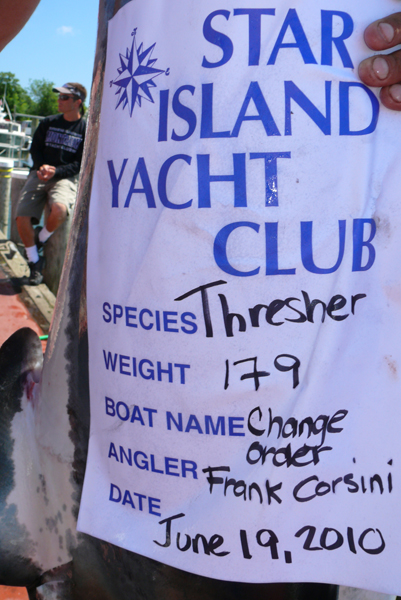 STAR
ISLAND
YACHT
CLUB
SPECIES Thresher
WEIGHT 179
BOAT NAME Change
Order
ANGLER Frank Corsini
DATE June 19, 2010